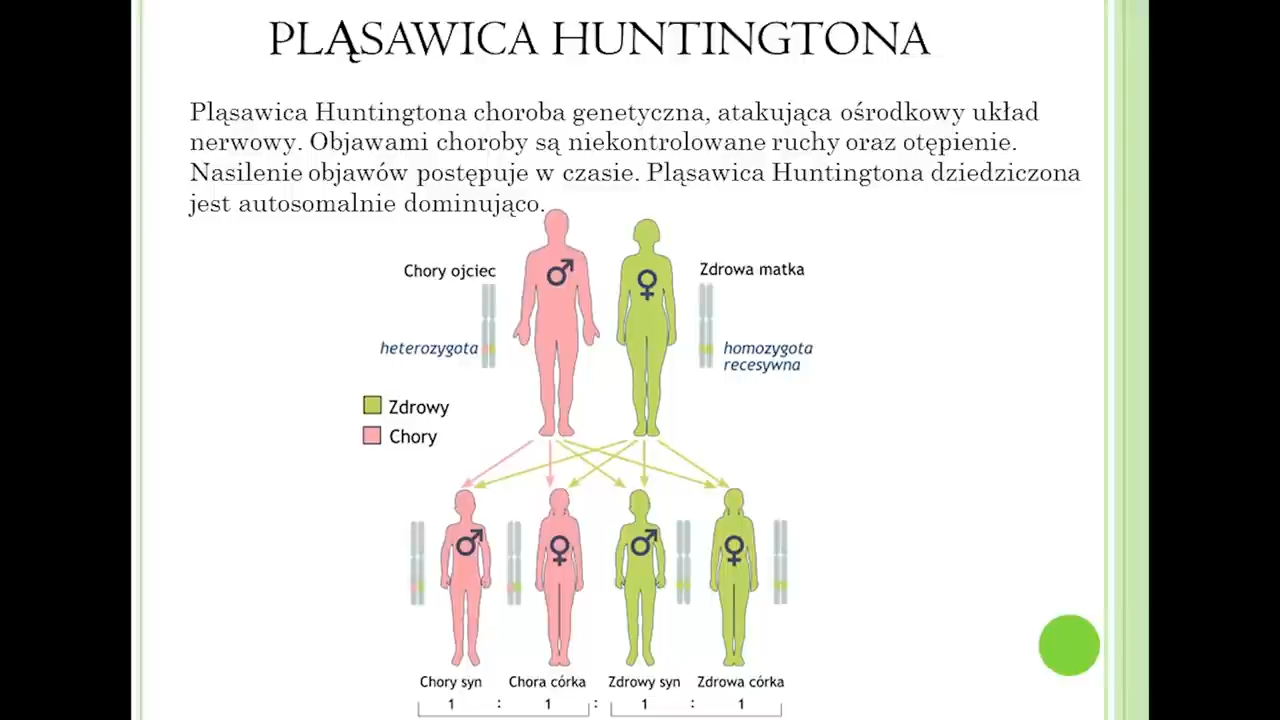 PLĄSAWICA HUNTINGTONA
Pląsawica Huntingtona choroba genetyczna, atakująca ośrodkowy układ
nerwowy. Objawami choroby są niekontrolowane ruchy oraz otępienie.
Nasilenie objawów postępuje w czasie. Pląsawica Huntingtona dziedziczona
jest autosomalnie dominująco.
Chory ojciec
Zdrowa matka
heterozygota
homozygota
recesywna
Zdrowy
Chory
Chory syn Chora córka Zdrowy syn Zdrowa córka
1 : 1 : 1 : 1